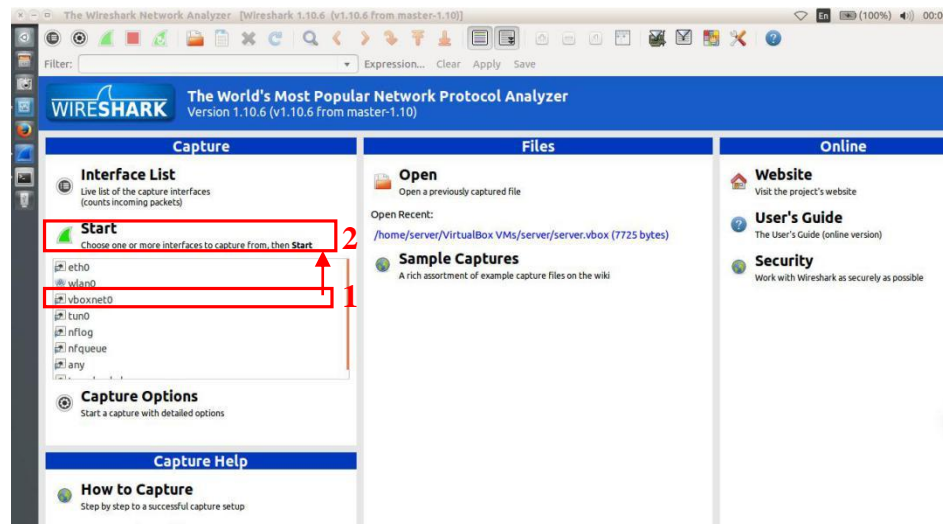 The Wireshark Network Analyzer [Wireshark 1.10.6 (v1.10.6 from master-1.10)]
En (100%) 00:0
Filter: Expression... Clear Apply Save
WIRESHARK
The World's Most Popular Network Protocol Analyzer
Version 1.10.6 (v1.10.6 from master-1.10)
Capture
Interface List
Live list of the capture interfaces
(counts incoming packets)
Start
Choose one or more interfaces to capture from, then Start
2
eth0
wlan0
vboxnet0
1
tun0
nflog
nfqueue
any
Capture Options
Start a capture with detailed options
Capture Help
How to Capture
Step by step to a successful capture setup
Files
Open
Open a previously captured file
Open Recent:
/home/server/VirtualBox VMs/server/server.vbox (7725 bytes)
Sample Captures
A rich assortment of example capture files on the wiki
Online
Website
Visit the project's website
User's Guide
The User's Guide (online version)
Security
Work with Wireshark as securely as possible